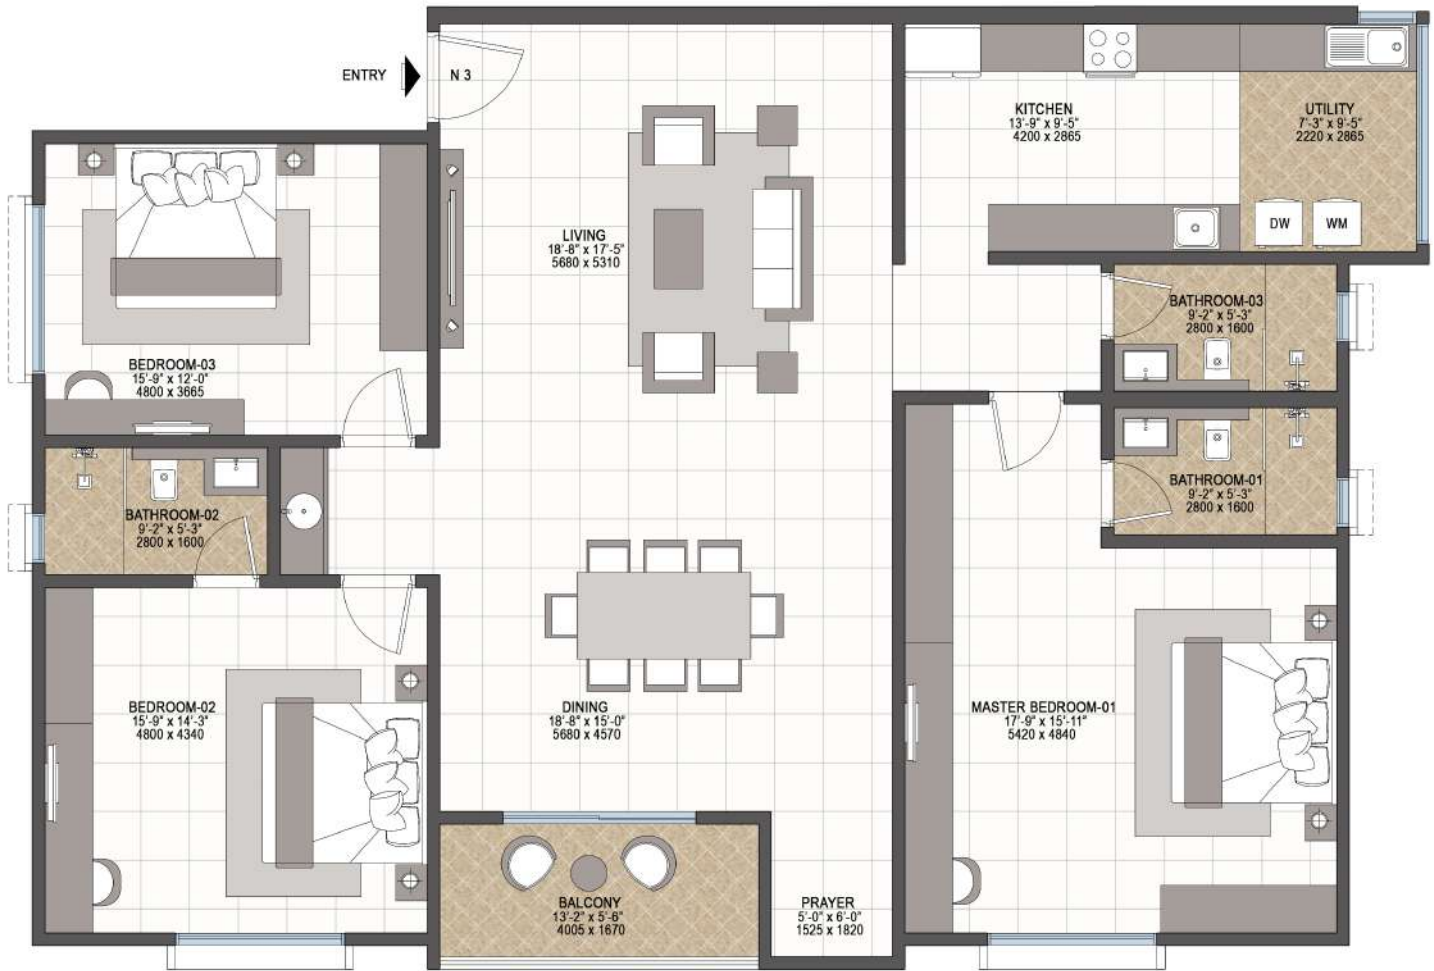 ENTRY
N 3
KITCHEN
13'-9" x 9'-5"
4200 x 2865
UTILITY
7'-3" x 9'-5"
2220 x 2865
DW
WM
LIVING
18'-8" x 17'-5"
5680 x 5310
BATHROOM-03
9'-2" x 5'-3"
2800 x 1600
BEDROOM-03
15'-9" x 12'-0"
4800 x 3665
BATHROOM-01
9'-2" x 5'-3"
2800 x 1600
BATHROOM-02
9'-2" x 5'-3"
2800 x 1600
BEDROOM-02
15'-9" x 14'-3"
4800 x 4340
DINING
18'-8" x 15'-0"
5680 x 4570
MASTER BEDROOM-01
17'-9" x 15'-11"
5420 x 4840
BALCONY
13'-2" x 5'-6"
4005 x 1670
PRAYER
5'-0" x 6'-0"
1525 x 1820